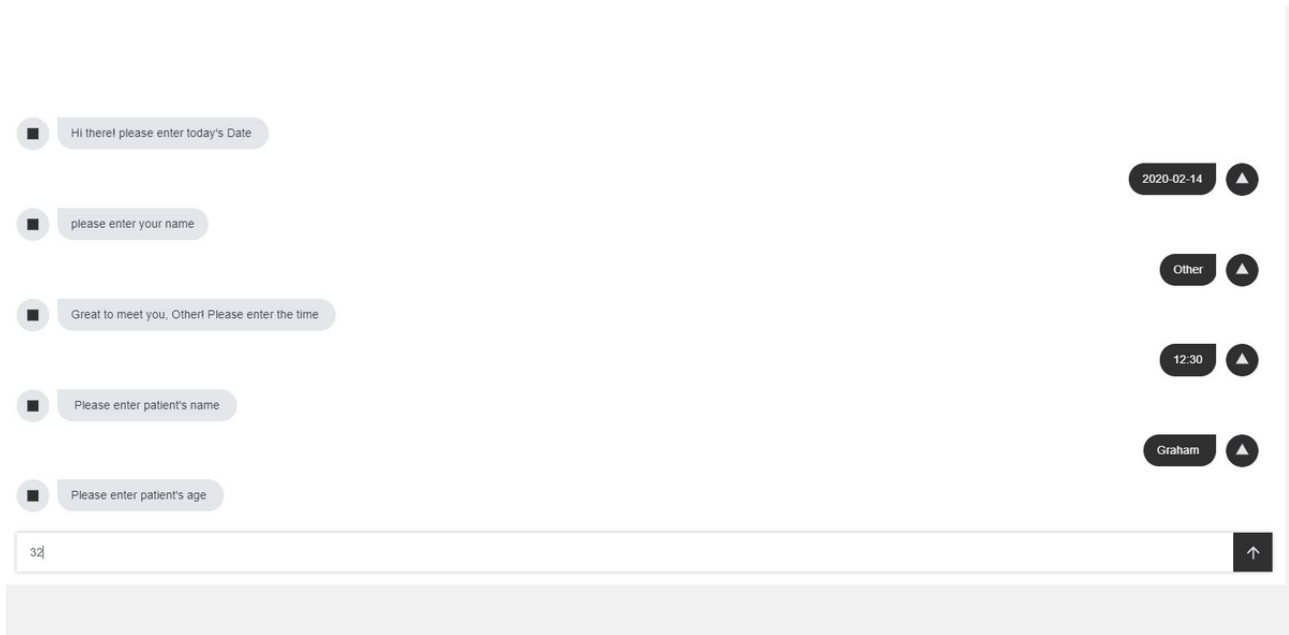 Hi there! please enter today's Date
2020-02-14
please enter your name
Other
Great to meet you, Other! Please enter the time
12:30
Please enter patient's name
Graham
Please enter patient's age
32